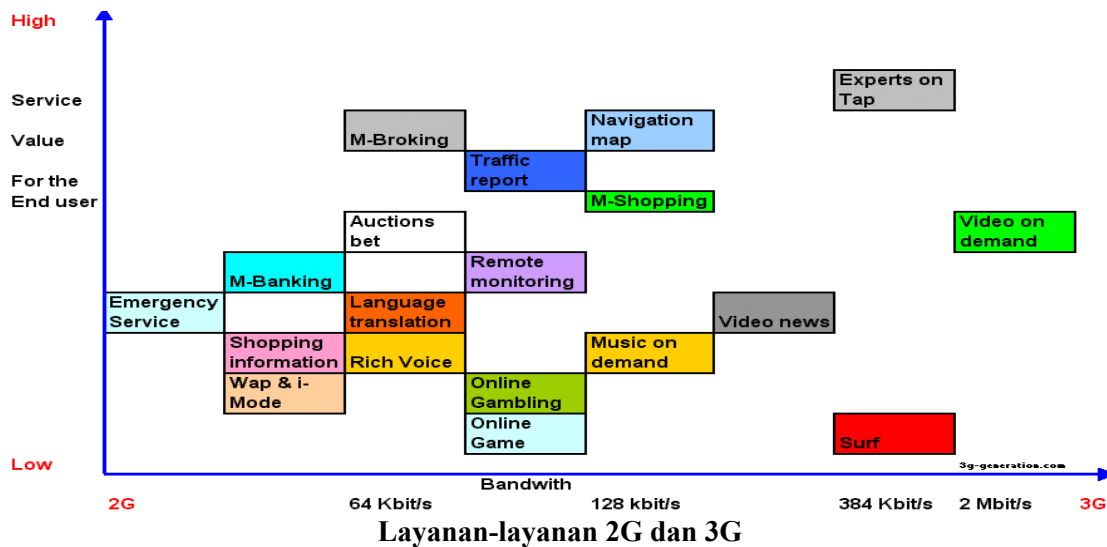 High
Service
Value
For the
End user
Low
Experts on
Tap
M-Broking
Navigation
map
Traffic
report
M-Shopping
Auctions
bet
Video on
demand
M-Banking
Remote
monitoring
Emergency
Service
Language
translation
Video news
Shopping
information
Rich Voice
Music on
demand
Wap & i-
Mode
Online
Gambling
Online
Game
Surf
3g-generation.com
Bandwith
2G
64 Kbit/s
128 kbit/s
384 Kbit/s
2 Mbit/s
3G
Layanan-layanan 2G dan 3G